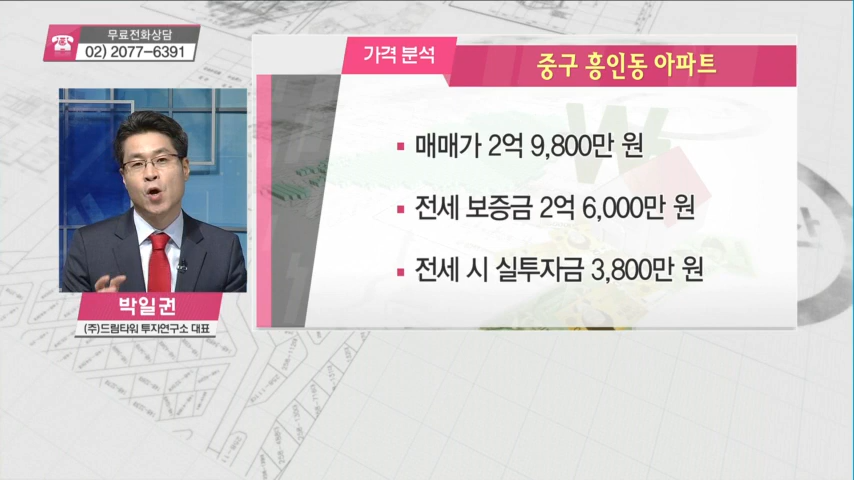 무료전화상담
02) 2077-6391
가격 분석
중구 흥인동 아파트
매매가 2억 9,800만 원
전세 보증금 2억 6,000만 원
전세 시 실투자금 3,800만 원
박일권
(주)드림타워 투자연구소 대표